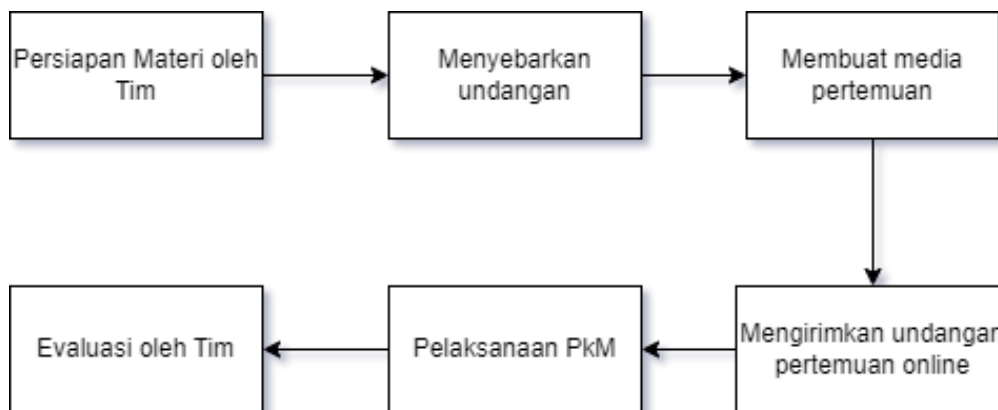 Persiapan Materi oleh
Tim
Menyebarkan
undangan
Membuat media
pertemuan
Mengirimkan undangan
pertemuan online
Pelaksanaan PkM
Evaluasi oleh Tim